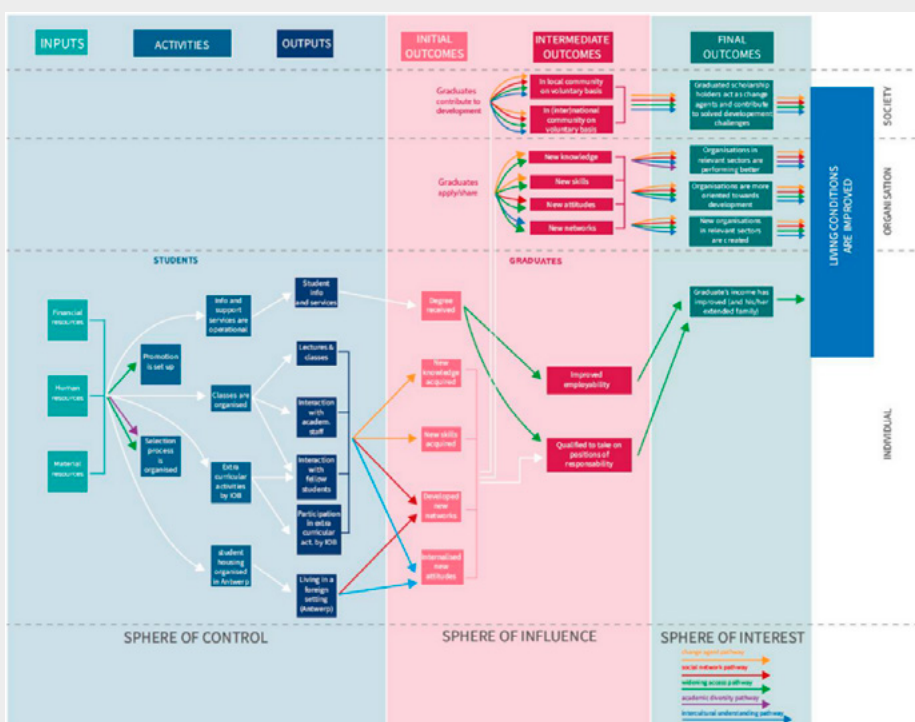 INPUTS
ACTIVITIES
OUTPUTS
INITIAL
OUTCOMES
INTERMEDIATE
OUTCOMES
FINAL
OUTCOMES
Graduates
contribute to
development
In local community
on voluntary basis
In (inter)national
community on
voluntary basis
Graduated scholarship
holders act as change
agents and contribute
to solved developement
challenges
SOCIETY
Graduates
apply/share
New knowledge
New skills
New attitudes
New networks
Organisations in
relevant sectors are
performing better
Organisations are more
oriented towards
development
New organisations
in relevant sectors
are created
ORGANISATION
LIVING CONDITIONS
ARE IMPROVED
STUDENTS
GRADUATES
Financial
resources
Human
resources
Material
resources
Promotion
is set up
Selection
process
is
organised
Info and
support
services are
operational
Classes are
organised
Extra
curricular
activities
by IOB
student
housing
organised
in Antwerp
Student
info
and services
Lectures &
classes
Interaction
with
academ.
staff
Interaction
with
fellow
students
Participation
in extra
curricular
act. by IOB
Living in a
foreign
setting
(Antwerp)
Degree
received
New
knowledge
acquired
New skills
acquired
Developed
new
networks
Internalised
new
attitudes
Improved
employability
Qualified to take on
positions of
responsability
Graduate's income has
improved (and his/her
extended family)
INDIVIDUAL
SPHERE OF CONTROL
SPHERE OF INFLUENCE
SPHERE OF INTEREST
change agent pathway
social network pathway
widening access pathway
academic diversity pathway
intercultural understanding pathway